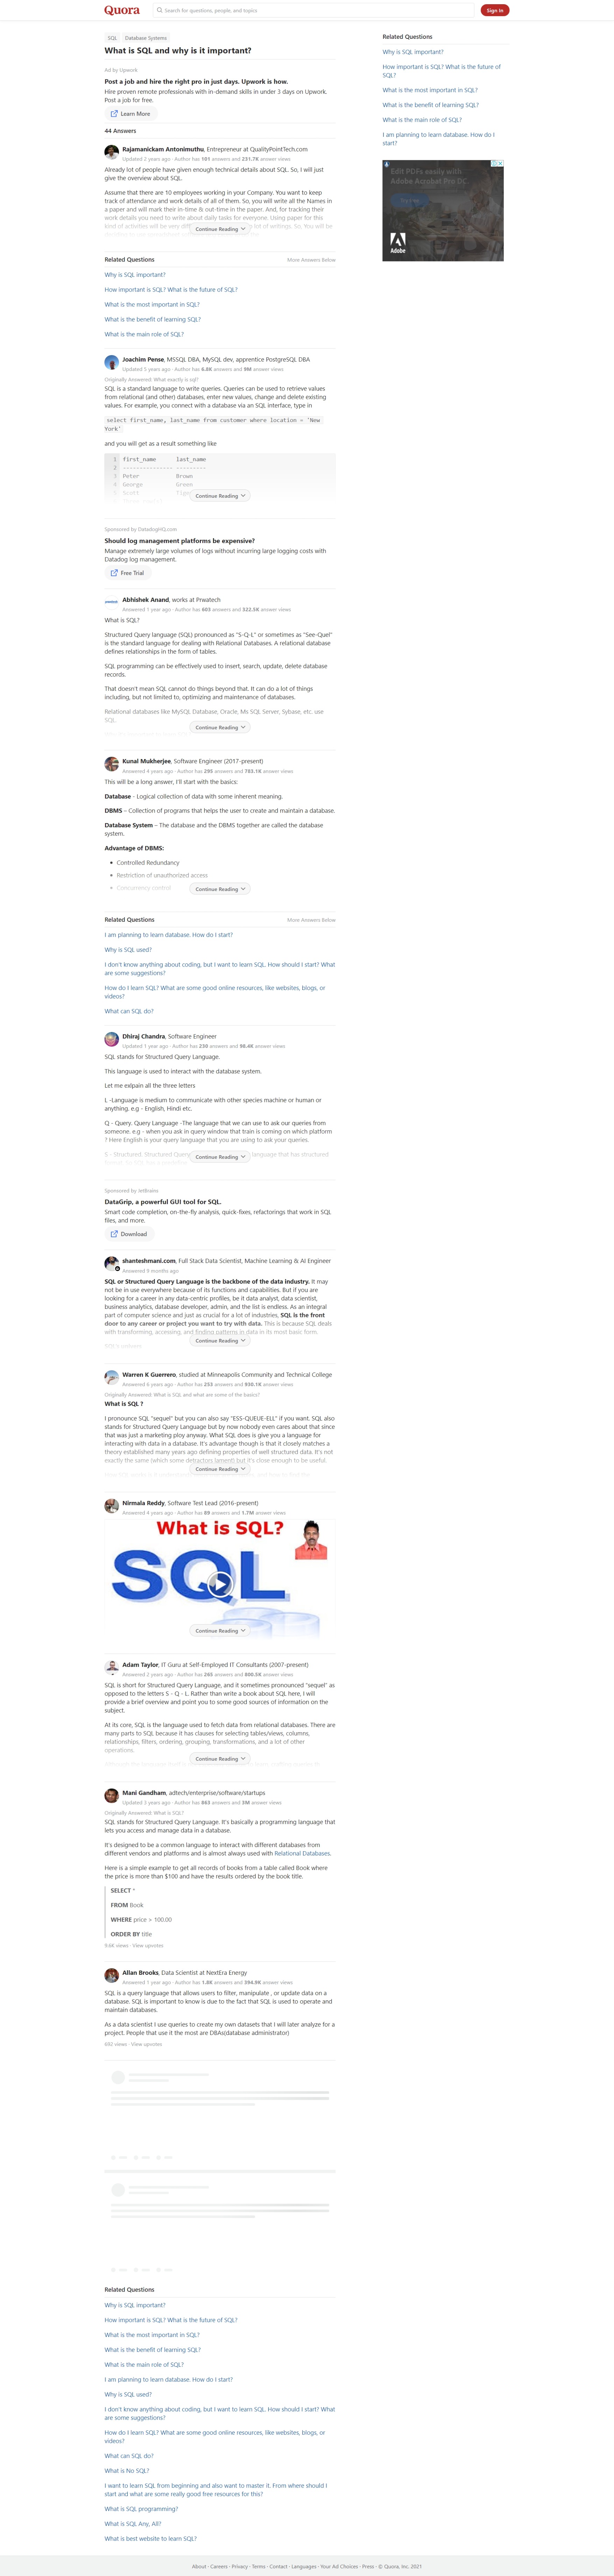 Quora
Search for questions, people, and topics
Sign In
SQL Database Systems
What is SQL and why is it important?
Ad by Upwork
Post a job and hire the right pro in just days. Upwork is how.
Hire proven remote professionals with in-demand skills in under 3 days on Upwork.
Post a job for free.
Learn More
44 Answers
Rajamanickam Antonimuthu, Entrepreneur at QualityPointTech.com
Updated 2 years ago · Author has 101 answers and 231.7K answer views
Already lot of people have given enough technical details about SQL. So, I will just
give the overview about SQL.
Assume that there are 10 employees working in your Company. You want to keep
track of attendance and work details of all of them. So, you will write all the Names in
a paper and will mark their in-time & out-time in the paper. And, for tracking their
work details you need to write about daily tasks for everyone. Using paper for this
kind of activities will be very lot of settings. So, You will be
Continue Reading
Related Questions
More Answers Below
Why is SQL important?
How important is SQL? What is the future of SQL?
What is the most important in SQL?
What is the benefit of learning SQL?
What is the main role of SQL?
Joachim Pense, MSSQL DBA, MySQL dev, apprentice PostgreSQL DBA
Updated 5 years ago · Author has 6.8K answers and 9M answer views
Originally Answered: What exactly is sql?
SQL is a standard language to write queries. Queries can be used to retrieve values
from relational (and other) databases, enter new values, change and delete existing
values. For example, you connect with a database via an SQL interface, type in
select first_name, last_name from customer where location = 'New
York'
and you will get as a result something like
1 first_name last_name
2 --------------- ---------
3 Peter Brown
4 George Green
5 Scott
Continue Reading
Sponsored by DatadogHQ.com
Should log management platforms be expensive?
Manage extremely large volumes of logs without incurring large logging costs with
Datadog log management.
Free Trial
Abhishek Anand, works at Prwatech
Answered 1 year ago · Author has 603 answers and 322.5K answer views
What is SQL?
Structured Query language (SQL) pronounced as "S-Q-L" or sometimes as "See-Quel"
is the standard language for dealing with Relational Databases. A relational database
defines relationships in the form of tables.
SQL programming can be effectively used to insert, search, update, delete database
records.
That doesn't mean SQL cannot do things beyond that. It can do a lot of things
including, but not limited to, optimizing and maintenance of databases.
Relational databases like MySQL Database, Oracle, Ms SQL Server, Sybase, etc. use
SQL.
Continue Reading
Kunal Mukherjee, Software Engineer (2017-present)
Answered 4 years ago · Author has 295 answers and 783.1K answer views
This will be a long answer, I'll start with the basics:
Database - Logical collection of data with some inherent meaning.
DBMS – Collection of programs that helps the user to create and maintain a database.
Database System – The database and the DBMS together are called the database
system.
Advantage of DBMS:
• Controlled Redundancy
• Restriction of unauthorized access
• Concurrency control
Continue Reading
Related Questions
More Answers Below
I am planning to learn database. How do I start?
Why is SQL used?
I don't know anything about coding, but I want to learn SQL. How should I start? What
are some suggestions?
How do I learn SQL? What are some good online resources, like websites, blogs, or
videos?
What can SQL do?
Dhiraj Chandra, Software Engineer
Updated 1 year ago · Author has 230 answers and 98.4K answer views
SQL stands for Structured Query Language.
This language is used to interact with the database system.
Let me exlpain all the three letters
L -Language is medium to communicate with other species machine or human or
anything. e.g - English, Hindi etc.
Q - Query. Query Language -The language that we can use to ask our queries from
someone. e.g - when you ask in query window that train is coming on which platform
? Here English is your query language that you are using to ask your queries.
S - Structured. Structured Query language that has structured
Continue Reading
Sponsored by JetBrains
DataGrip, a powerful GUI tool for SQL.
Smart code completion, on-the-fly analysis, quick-fixes, refactorings that work in SQL
files, and more.
Download
shanteshmani.com, Full Stack Data Scientist, Machine Learning & AI Engineer
Answered 9 months ago
SQL or Structured Query Language is the backbone of the data industry. It may
not be in use everywhere because of its functions and capabilities. But if you are
looking for a career in any data-centric profiles, be it data analyst, data scientist,
business analytics, database developer, admin, and the list is endless. As an integral
part of computer science and just as crucial for a lot of industries, SQL is the front
door to any career or project you want to try with data. This is because SQL deals
with transforming, accessing, and finding patterns in data in its most basic form.
Continue Reading
Warren K Guerrero, studied at Minneapolis Community and Technical College
Answered 6 years ago · Author has 255 answers and 930.1K answer views
Originally Answered: What is SQL and what are some of the basics?
What is SQL ?
I pronounce SQL "sequel" but you can also say "ESS-QUEUE-ELL" if you want. SQL also
stands for Structured Query Language but by now nobody even cares about that since
that was just a marketing ploy anyway. What SQL does is give you a language for
interacting with data in a database. It's advantage though is that it closely matches a
theory established many years ago defining properties of well structured data. It's not
exactly the same (which some detractors lament) but it's close enough to be useful.
Continue Reading
Nirmala Reddy, Software Test Lead (2016-present)
Answered 4 years ago · Author has 89 answers and 1.7M answer views
What is SQL?
SQL
Continue Reading
Adam Taylor, IT Guru at Self-Employed IT Consultants (2007-present)
Answered 2 years ago · Author has 265 answers and 800.5K answer views
SQL is short for Structured Query Language, and it sometimes pronounced "sequel" as
opposed to the letters S - Q - L. Rather than write a book about SQL here, I will
provide a brief overview and point you to some good sources of information on the
subject.
At its core, SQL is the language used to fetch data from relational databases. There are
many parts to SQL because it has clauses for selecting tables/views, columns,
relationships, filters, ordering, grouping, transformations, and a lot of other
operations.
Continue Reading
Mani Gandham, adtech/enterprise/software/startups
Updated 3 years ago · Author has 863 answers and 3M answer views
Originally Answered: What is SQL?
SQL stands for Structured Query Language. It's basically a programming language that
lets you access and manage data in a database.
It's designed to be a common language to interact with different databases from
different vendors and platforms and is almost always used with Relational Databases.
Here is a simple example to get all records of books from a table called Book where
the price is more than $100 and have the results ordered by the book title.
SELECT *
FROM Book
WHERE price > 100.00
ORDER BY title
9.6K views · View upvotes
Allan Brooks, Data Scientist at NextEra Energy
Answered 1 year ago · Author has 1.8K answers and 394.9K answer views
SQL is a query language that allows users to filter, manipulate , or update data on a
database. SQL is important to know is due to the fact that SQL is used to operate and
maintain databases.
As a data scientist I use queries to create my own datasets that I will later analyze for a
project. People that use it the most are DBAs(database administrator)
692 views · View upvotes
Related Questions
Why is SQL important?
How important is SQL? What is the future of SQL?
What is the most important in SQL?
What is the benefit of learning SQL?
What is the main role of SQL?
I am planning to learn database. How do I start?
Why is SQL used?
I don't know anything about coding, but I want to learn SQL. How should I start? What
are some suggestions?
How do I learn SQL? What are some good online resources, like websites, blogs, or
videos?
What can SQL do?
What is No SQL?
I want to learn SQL from beginning and also want to master it. From where should I
start and what are some really good free resources for this?
What is SQL programming?
What is SQL Any, All?
What is best website to learn SQL?
Related Questions
Why is SQL important?
How important is SQL? What is the future of
SQL?
What is the most important in SQL?
What is the benefit of learning SQL?
What is the main role of SQL?
I am planning to learn database. How do I
start?
Edit PDFs easily with
Adobe Acrobat Pro DC.
Adobe
About · Careers · Privacy · Terms · Contact · Languages · Your Ad Choices · Press · © Quora, Inc. 2021